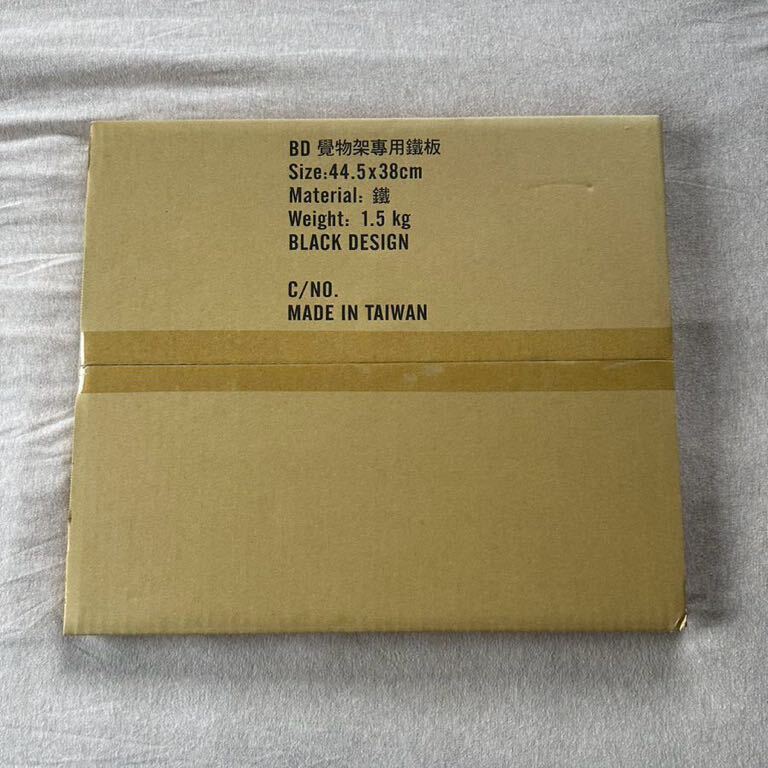 BD 覺物架專用鐵板
Size:44.5x38cm
Material: 鐵
Weight: 1.5 kg
BLACK DESIGN
C/NO.
MADE IN TAIWAN